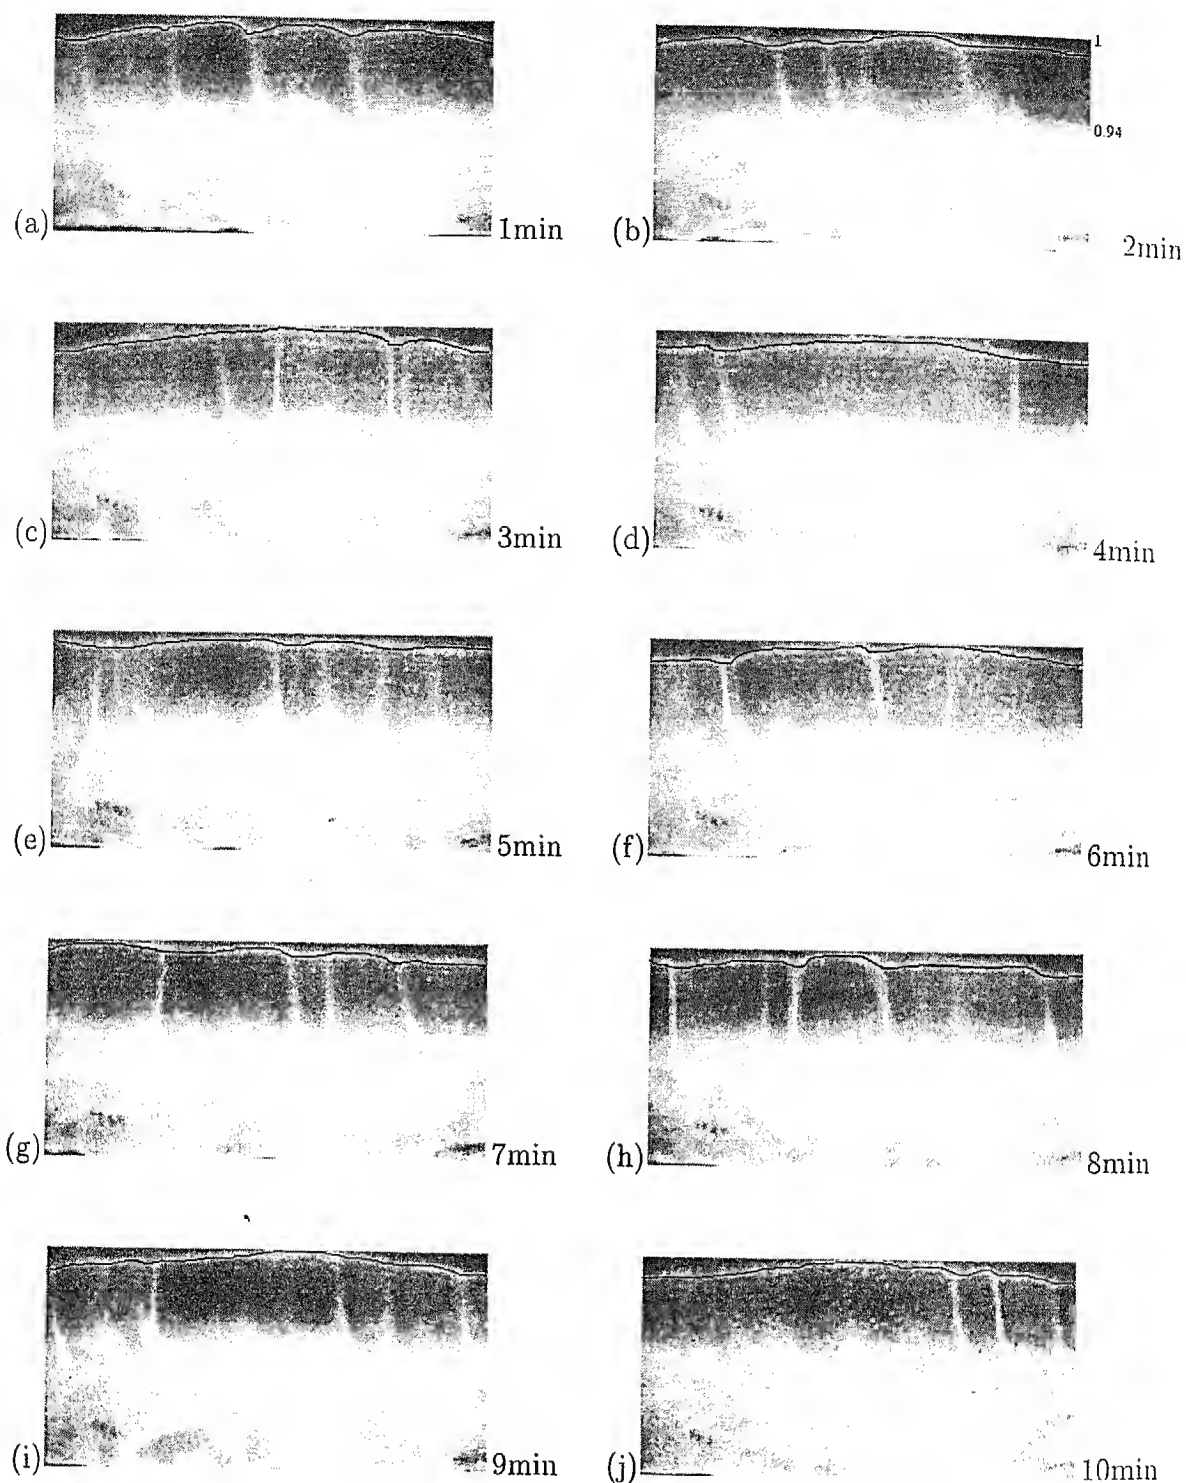 1
0.94
(a) 1min
(b) 2min
(c) 3min
(d) 4min
(e) 5min
(f) 6min
(g) 7min
(h) 8min
(i) 9min
(j) 10min